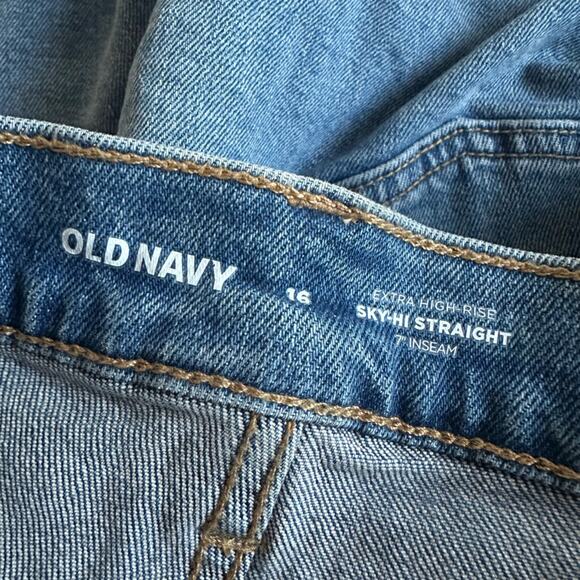 OLD NAVY
16
EXTRA HIGH-RISE
SKY-HI STRAIGHT
7" INSEAM